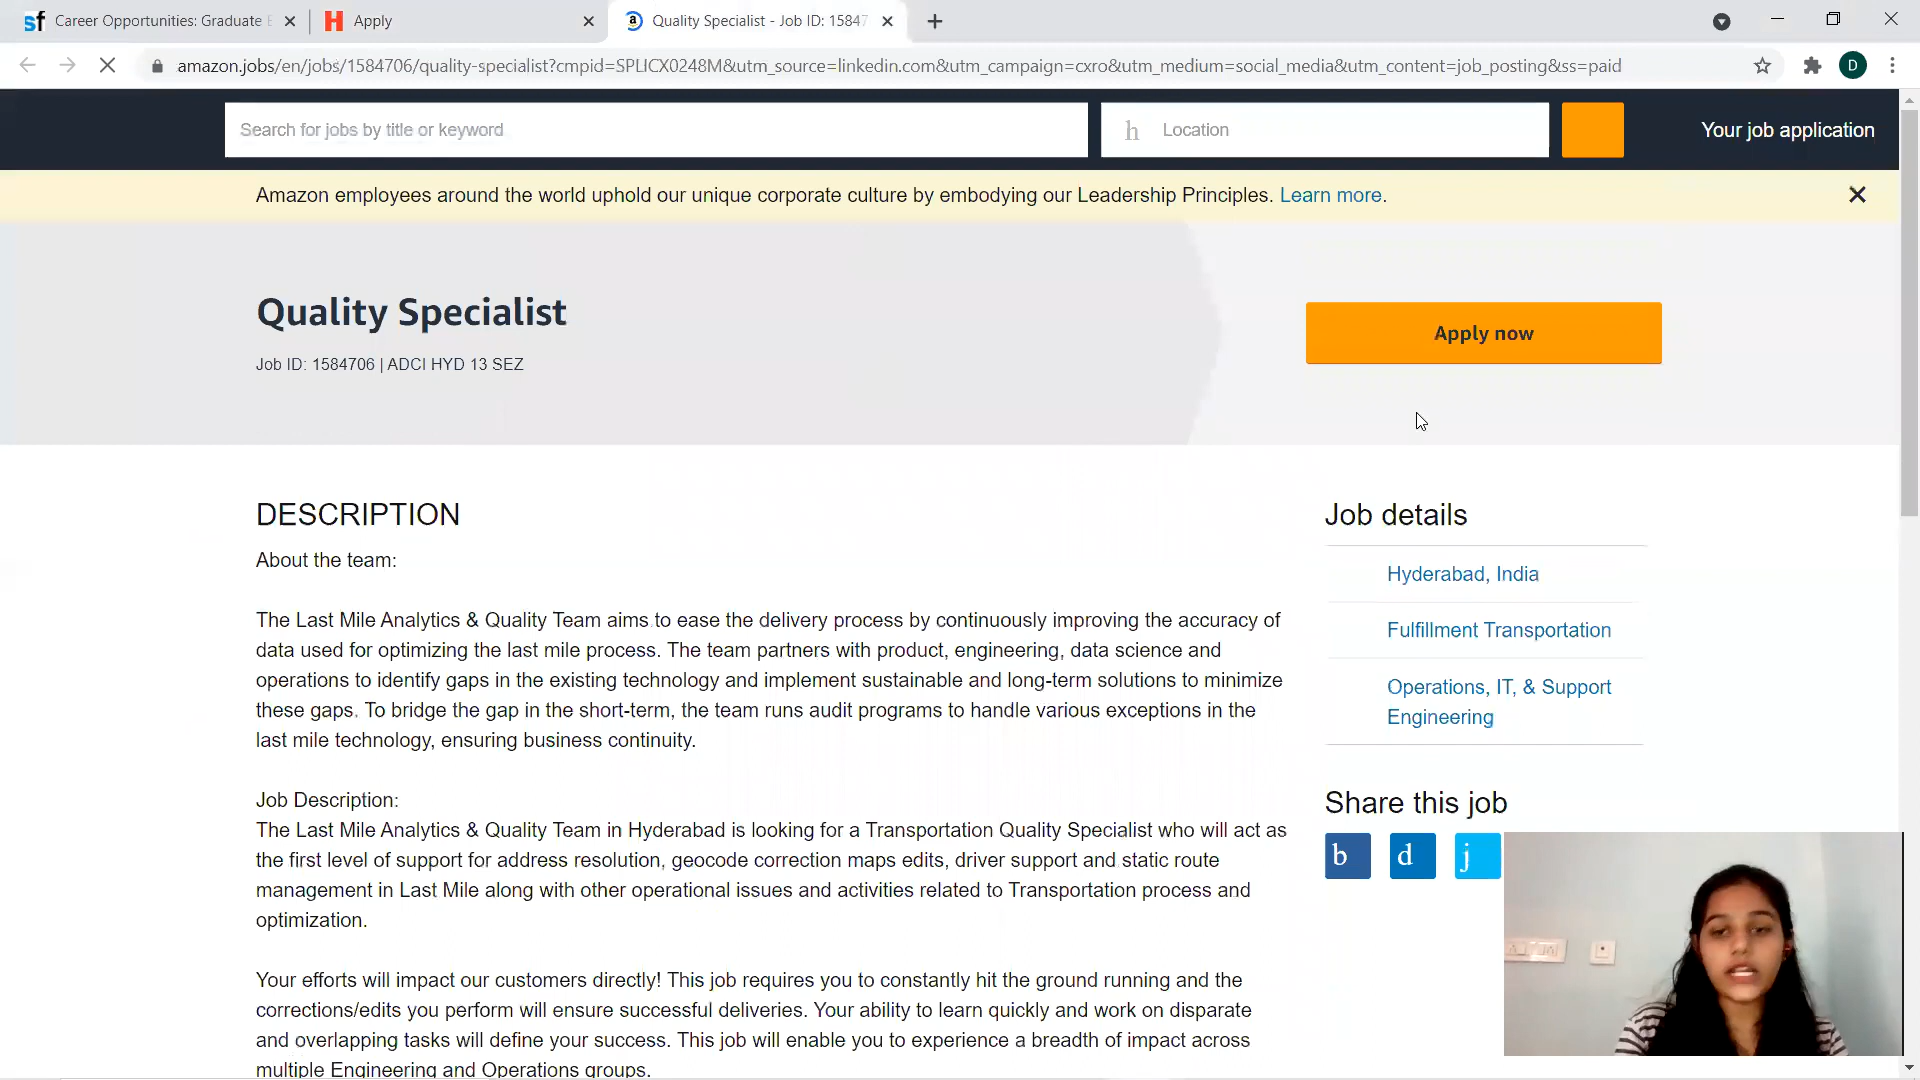 Career Opportunities: Graduate E
Apply
Quality Specialist - Job ID: 15847
amazon.jobs/en/jobs/1584706/quality-specialist?cmpid=SPLICX0248M&utm_source=linkedin.com&utm_campaign=cxro&utm_medium=social_media&utm_content=job_posting&ss=paid
D
Search for jobs by title or keyword
h Location
Your job application
Amazon employees around the world uphold our unique corporate culture by embodying our Leadership Principles. Learn more.
Quality Specialist
Job ID: 1584706 | ADCI HYD 13 SEZ
Apply now
DESCRIPTION
About the team:
The Last Mile Analytics & Quality Team aims to ease the delivery process by continuously improving the accuracy of
data used for optimizing the last mile process. The team partners with product, engineering, data science and
operations to identify gaps in the existing technology and implement sustainable and long-term solutions to minimize
these gaps. To bridge the gap in the short-term, the team runs audit programs to handle various exceptions in the
last mile technology, ensuring business continuity.
Job Description:
The Last Mile Analytics & Quality Team in Hyderabad is looking for a Transportation Quality Specialist who will act as
the first level of support for address resolution, geocode correction maps edits, driver support and static route
management in Last Mile along with other operational issues and activities related to Transportation process and
optimization.
Your efforts will impact our customers directly! This job requires you to constantly hit the ground running and the
corrections/edits you perform will ensure successful deliveries. Your ability to learn quickly and work on disparate
and overlapping tasks will define your success. This job will enable you to experience a breadth of impact across
multiple Engineering and Operations groups.
Job details
Hyderabad, India
Fulfillment Transportation
Operations, IT, & Support
Engineering
Share this job
b d j